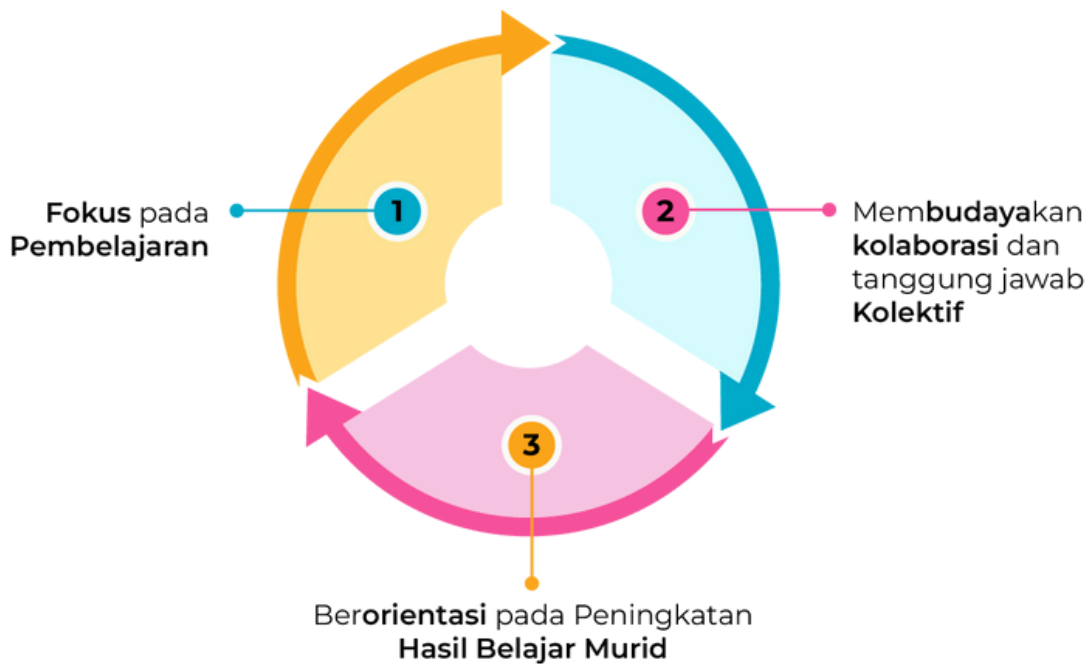 1
Fokus pada
Pembelajaran
2
Membudayakan
kolaborasi dan
tanggung jawab
Kolektif
3
Berorientasi pada Peningkatan
Hasil Belajar Murid